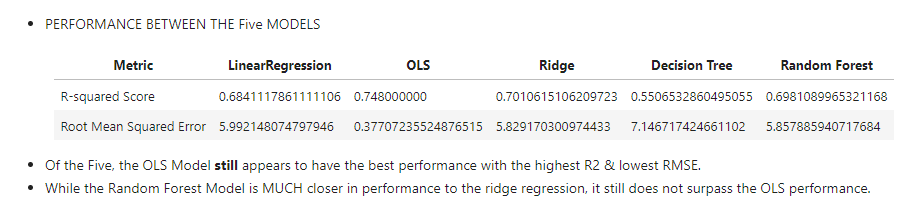 PERFORMANCE BETWEEN THE Five MODELS
Metric LinearRegression OLS Ridge Decision Tree Random Forest
R-squared Score 0.6841117861111106 0.748000000 0.7010615106209723 0.5506532860495055 0.6981089965321168
Root Mean Squared Error 5.992148074797946 0.37707235524876515 5.829170300974433 7.146717424661102 5.857885940717684
Of the Five, the OLS Model still appears to have the best performance with the highest R2 & lowest RMSE.
While the Random Forest Model is MUCH closer in performance to the ridge regression, it still does not surpass the OLS performance.